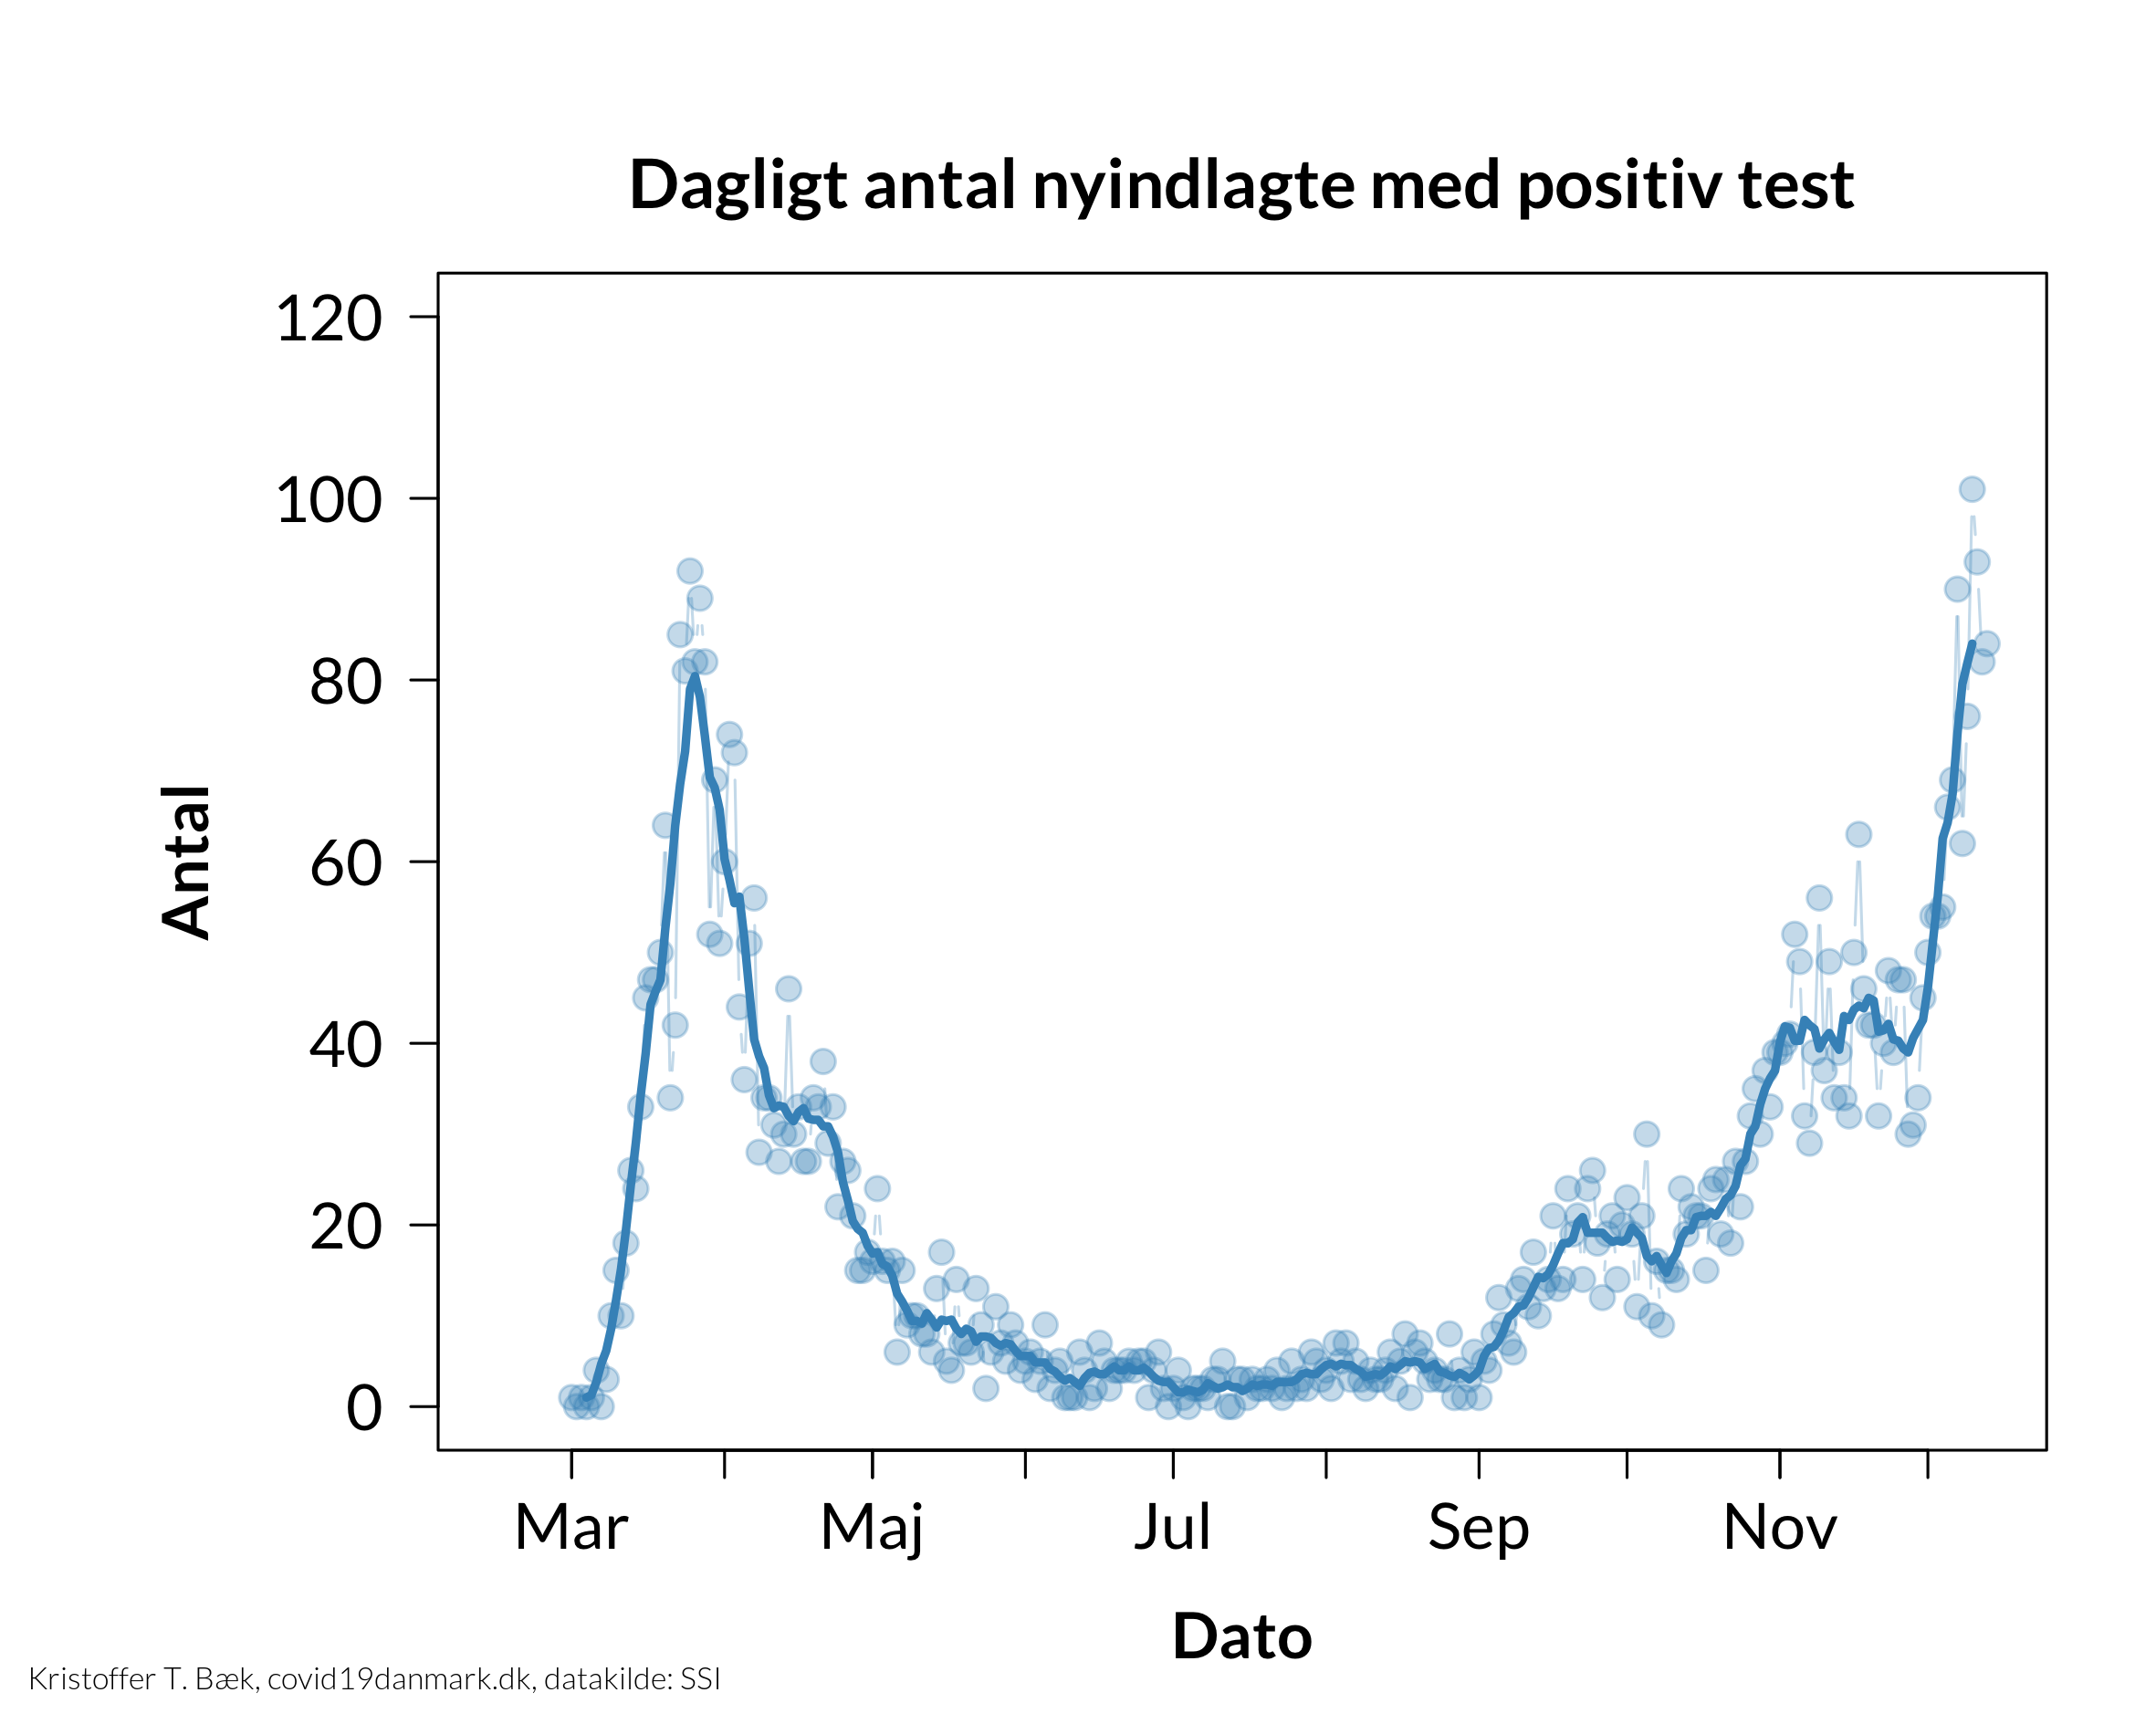 Dagligt antal nyindlagte med positiv test
120
100
80
60
40
20
0
Antal
Mar Maj Jul Sep Nov
Dato
Kristoffer T. Bæk, covid19danmark.dk, datakilde: SSI